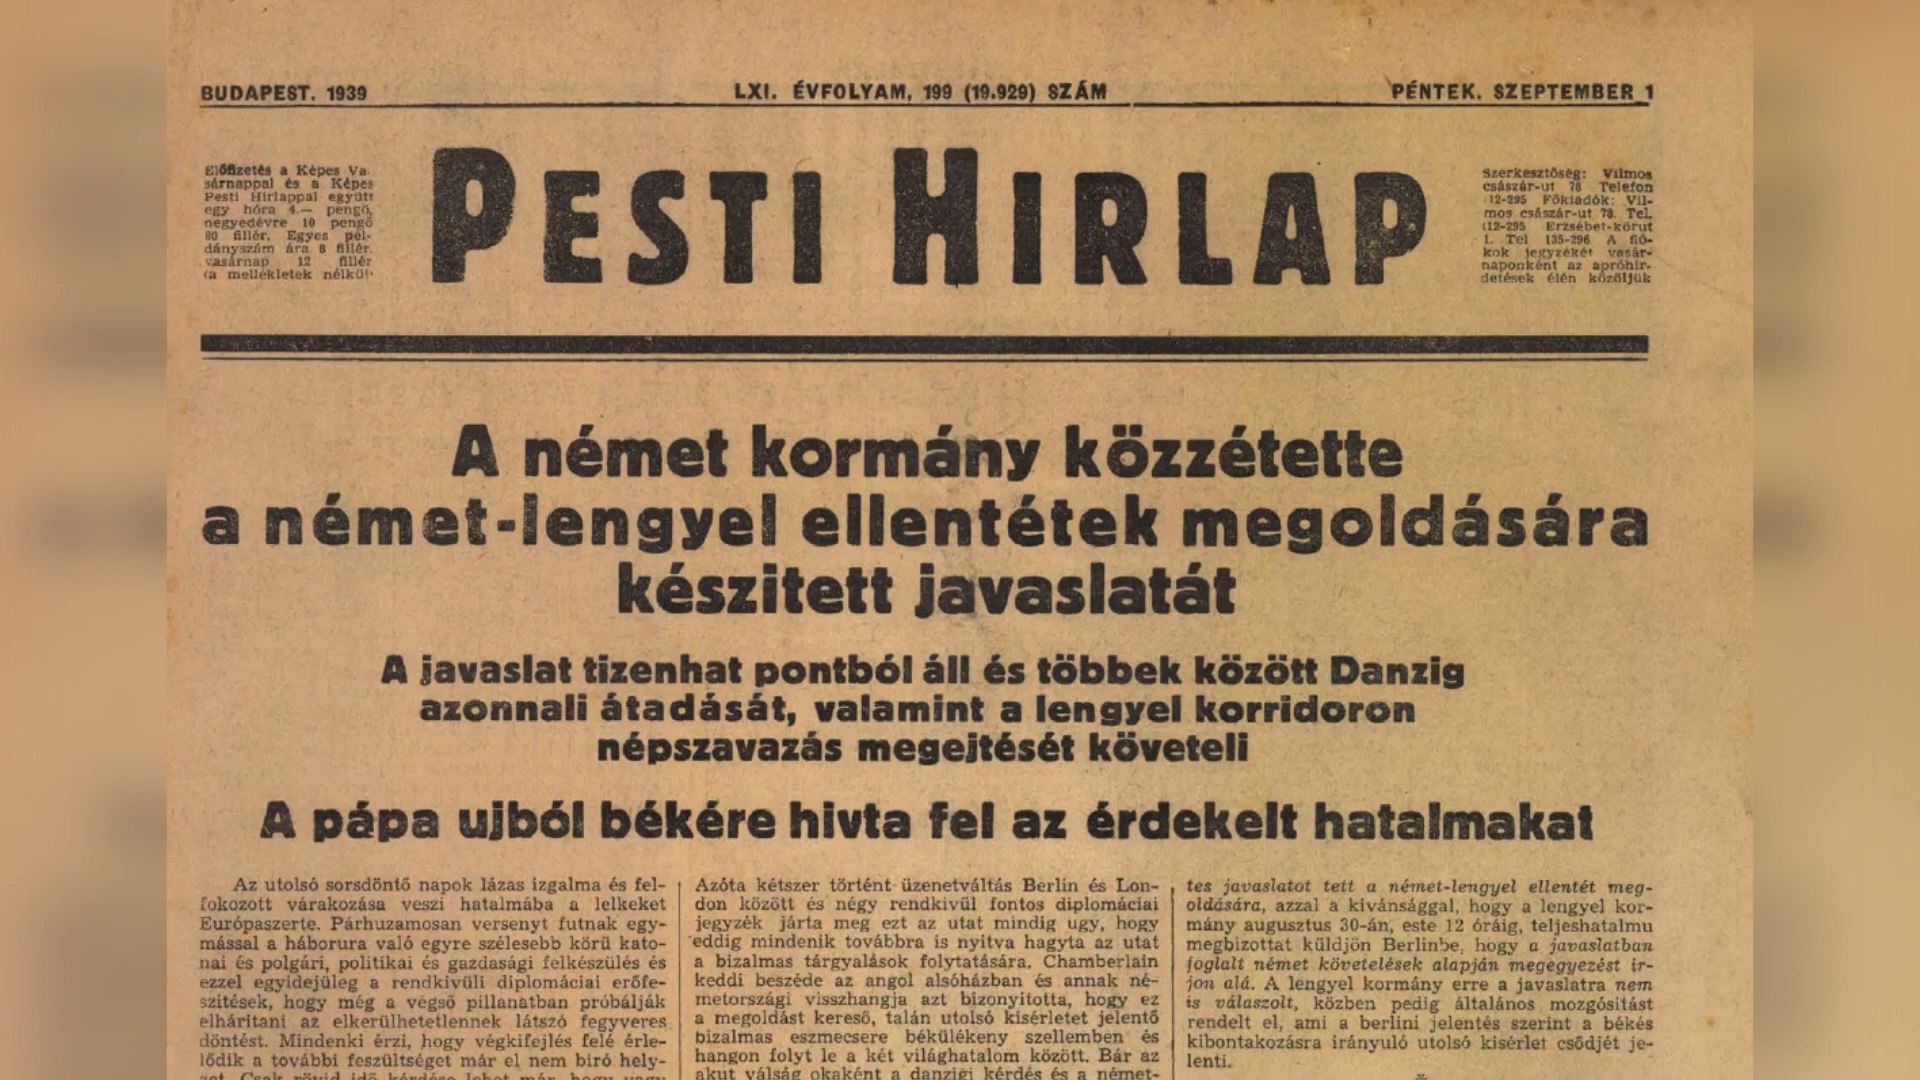 BUDAPEST, 1939
LXI. ÉVFOLYAM, 199 (19.929) SZÁM
PÉNTEK, SZEPTEMBER 1
Előfizetés a Képes Va-
sárnappal és a Képes
Pesti Hirlappal együtt
egy hóra 4.— pengő,
negyedévre 10 pengő
80 fillér. Egyes pél-
dányszám ára 8 fillér,
vasárnap 12 fillér
(a mellékletek nélkül)
PESTI HIRLAP
Szerkesztőség: Vilmos
császár-ut 78 Telefon
112-295 Főkiadók: Vil-
mos császár-ut 78. Tel.
112-295 Erzsébet-körut
1. Tel 135-296 A fió-
kok jegyzékét vasár-
naponként az apróhir-
detések élén közöljük
A német kormány közzétette
a német-lengyel ellentétek megoldására
készitett javaslatát
A javaslat tizenhat pontból áll és többek között Danzig
azonnali átadását, valamint a lengyel korridoron
népszavazás megejtését követeli
A pápa ujból békére hivta fel az érdekelt hatalmakat
Az utolsó sorsdöntő napok lázas izgalma és fel-
fokozott várakozása veszi hatalmába a lelkeket
Európaszerte. Párhuzamosan versenyt futnak egy-
mással a háborura való egyre szélesebb körü kato-
nai és polgári, politikai és gazdasági felkészülés és
ezzel egyidejüleg a rendkivüli diplomáciai erőfe-
szitések, hogy még a végső pillanatban próbálják
elháritani az elkerülhetetlennek látszó fegyveres
döntést. Mindenki érzi, hogy végkifejlés felé érle-
lődik a további feszültséget már el nem biró hely-
zet. Csak rövid idő kérdése lehet már, hogy vagy
Azóta kétszer történt üzenetváltás Berlin és Lon-
don között és négy rendkivül fontos diplomáciai
jegyzék járta meg ezt az utat mindig ugy, hogy
eddig mindenik továbbra is nyitva hagyta az utat
a bizalmas tárgyalások folytatására. Chamberlain
keddi beszéde az angol alsóházban és annak né-
metországi visszhangja azt bizonyitotta, hogy ez
a megoldást kereső, talán utolsó kisérletet jelentő
bizalmas eszmecsere békülékeny szellemben és
hangon folyt le a két világhatalom között. Bár az
akut válság okaként a danzigi kérdés és a német-
tes javaslatot tett a német-lengyel ellentét meg-
oldására, azzal a kivánsággal, hogy a lengyel kor-
mány augusztus 30-án, este 12 óráig, teljeshatalmu
megbizottat küldjön Berlinbe, hogy a javaslatban
foglalt német követelések alapján megegyezést ir-
jon alá. A lengyel kormány erre a javaslatra nem
is válaszolt, közben pedig általános mozgósitást
rendelt el, ami a berlini jelentés szerint a békés
kibontakozásra irányuló utolsó kisérlet csődjét je-
lenti.